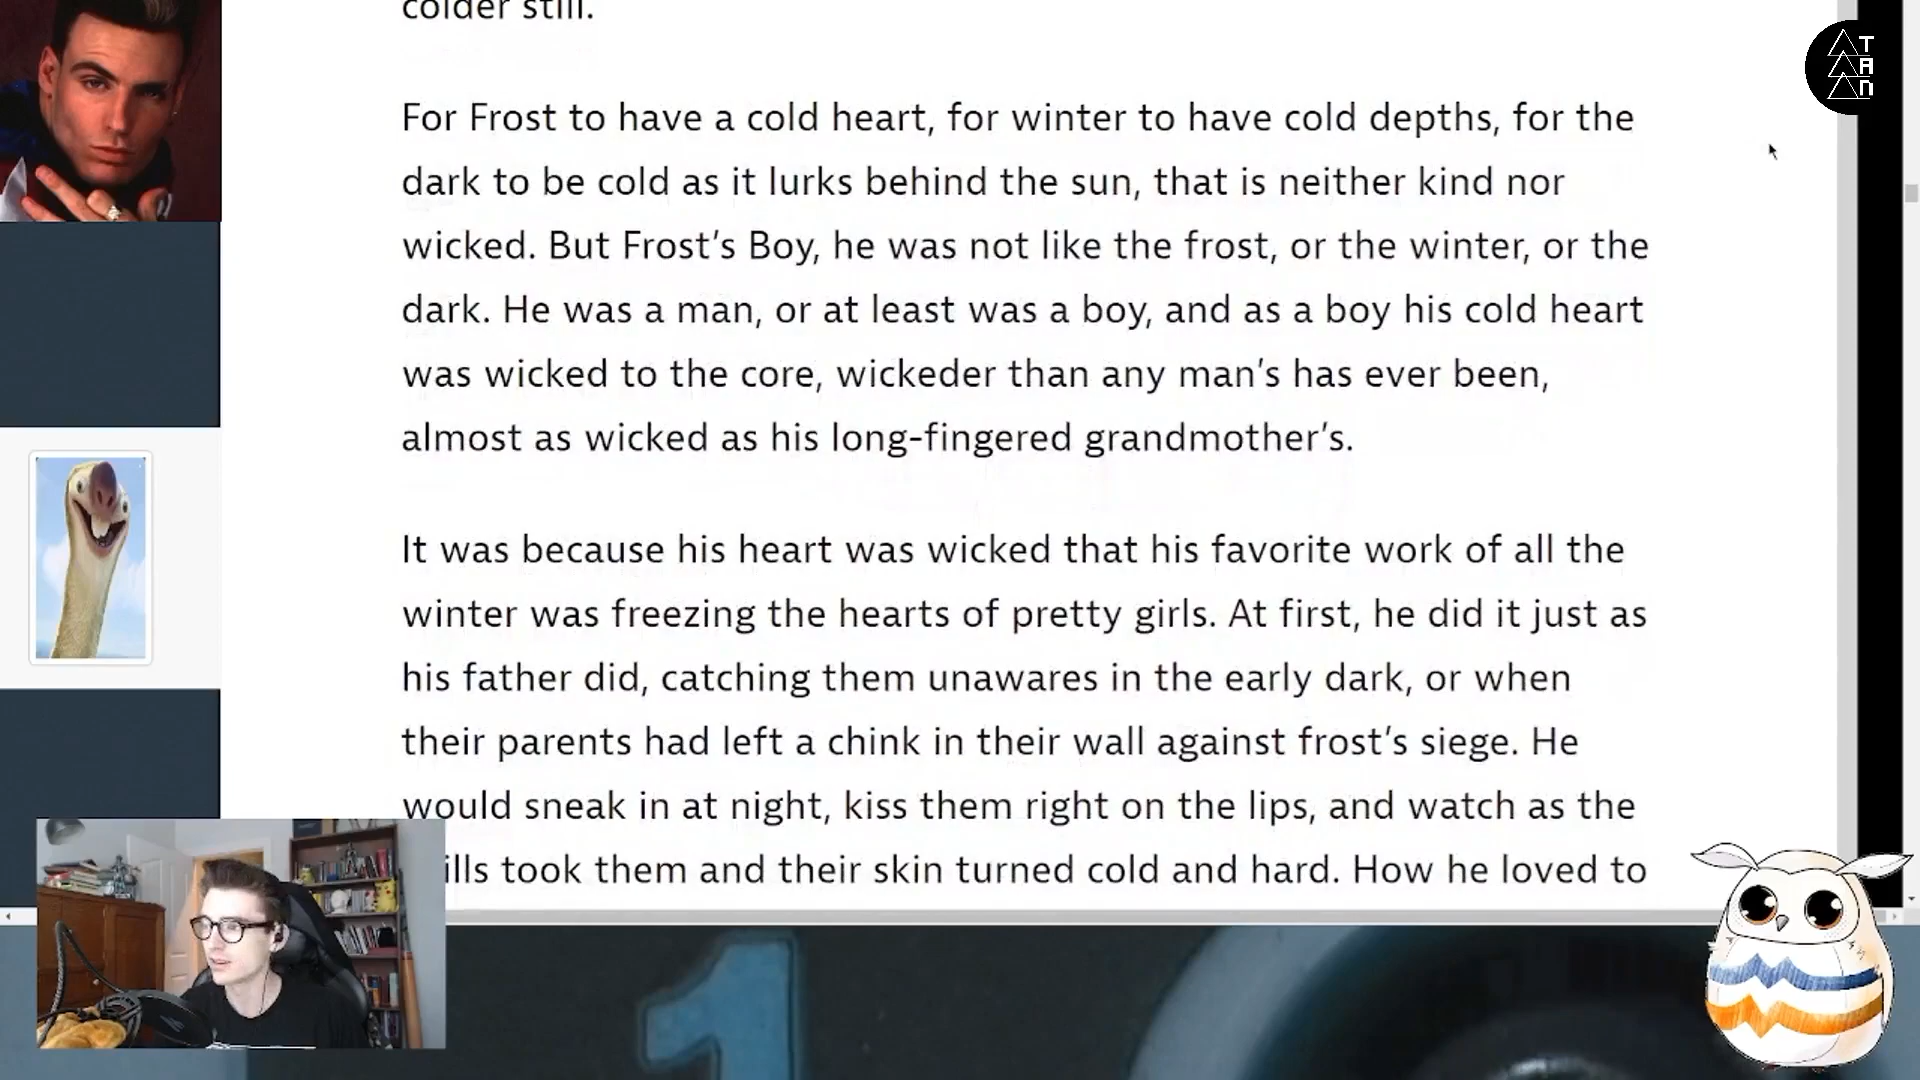 colder still.
For Frost to have a cold heart, for winter to have cold depths, for the
dark to be cold as it lurks behind the sun, that is neither kind nor
wicked. But Frost’s Boy, he was not like the frost, or the winter, or the
dark. He was a man, or at least was a boy, and as a boy his cold heart
was wicked to the core, wickeder than any man’s has ever been,
almost as wicked as his long-fingered grandmother’s.
It was because his heart was wicked that his favorite work of all the
winter was freezing the hearts of pretty girls. At first, he did it just as
his father did, catching them unawares in the early dark, or when
their parents had left a chink in their wall against frost’s siege. He
would sneak in at night, kiss them right on the lips, and watch as the
ills took them and their skin turned cold and hard. How he loved to
TAN
1